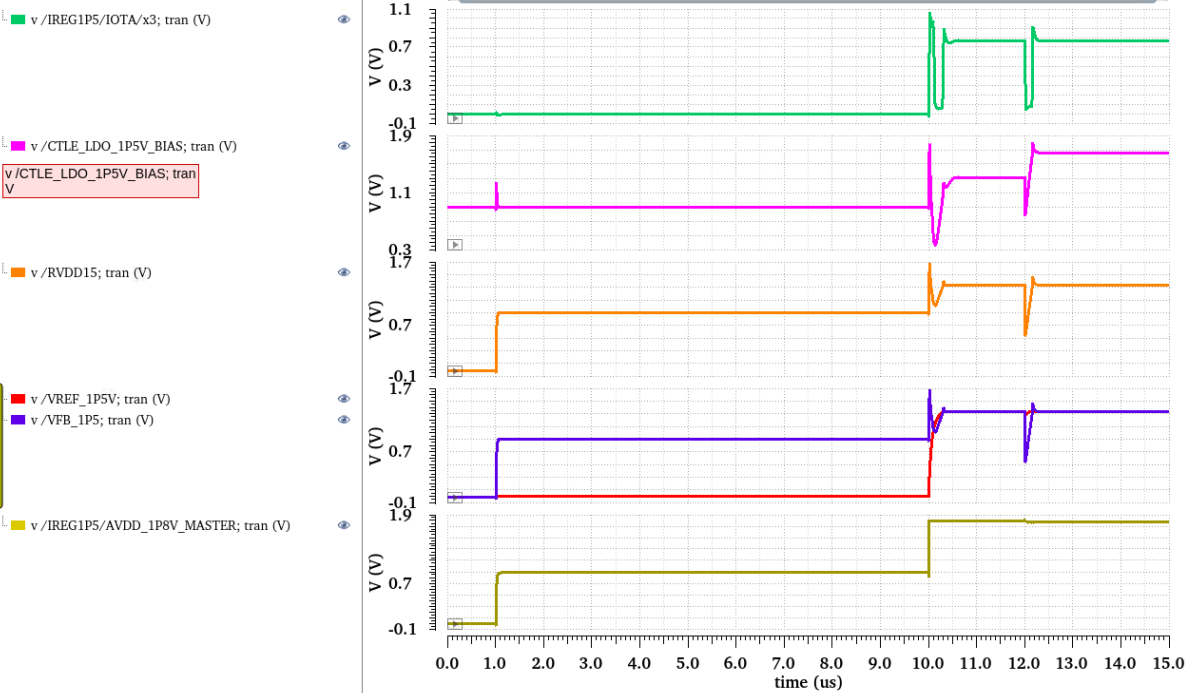 v /IREG1P5/IOTA/x3; tran (V)
v /CTLE_LDO_1P5V_BIAS; tran (V)
v /CTLE_LDO_1P5V_BIAS; tran
V
v /RVDD15; tran (V)
v /VREF_1P5V; tran (V)
v /VFB_1P5; tran (V)
v /IREG1P5/AVDD_1P8V_MASTER; tran (V)
V (V)
1.1
0.7
0.3
-0.1
V (V)
1.9
1.1
0.3
V (V)
1.7
0.7
-0.1
V (V)
1.7
0.7
-0.1
V (V)
1.9
0.7
-0.1
0.0 1.0 2.0 3.0 4.0 5.0 6.0 7.0 8.0 9.0 10.0 11.0 12.0 13.0 14.0 15.0
time (us)